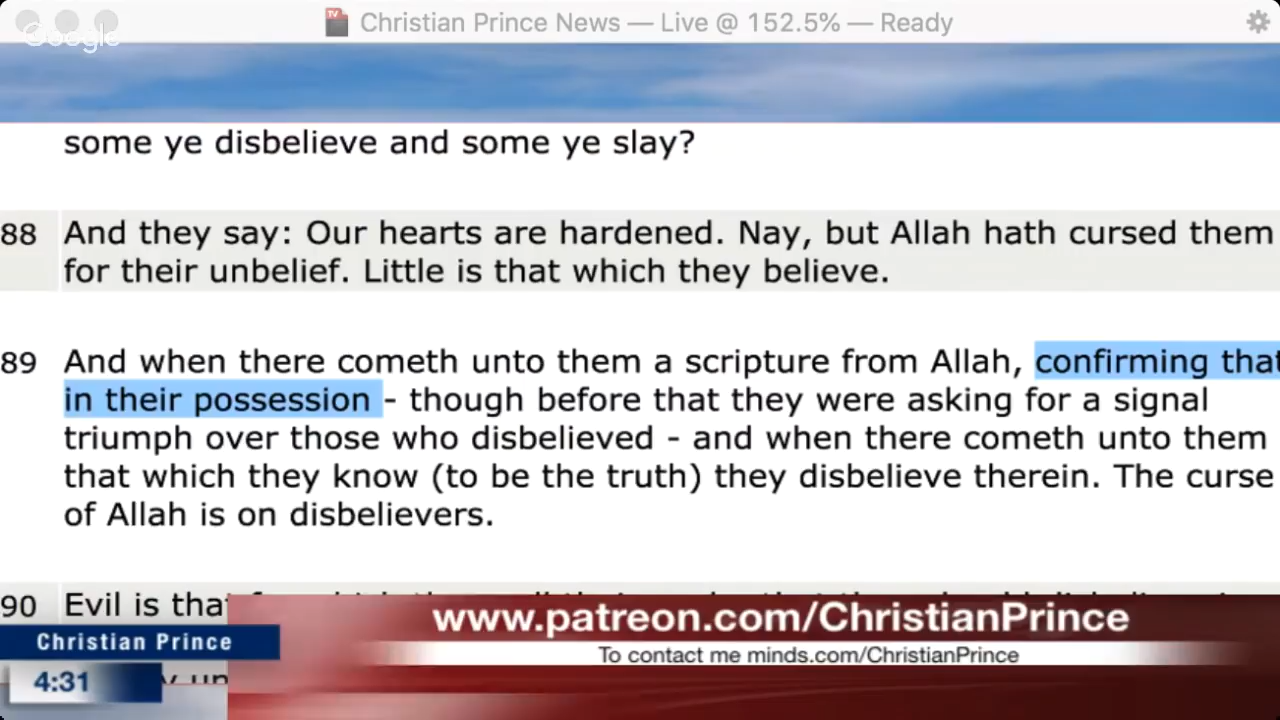 Christian Prince News — Live @ 152.5% — Ready
Google
TV
some ye disbelieve and some ye slay?
88 And they say: Our hearts are hardened. Nay, but Allah hath cursed them
for their unbelief. Little is that which they believe.
89 And when there cometh unto them a scripture from Allah, confirming that
in their possession - though before that they were asking for a signal
triumph over those who disbelieved - and when there cometh unto them
that which they know (to be the truth) they disbelieve therein. The curse
of Allah is on disbelievers.
90 Evil is that
www.patreon.com/ChristianPrince
Christian Prince
To contact me minds.com/ChristianPrince
4:31